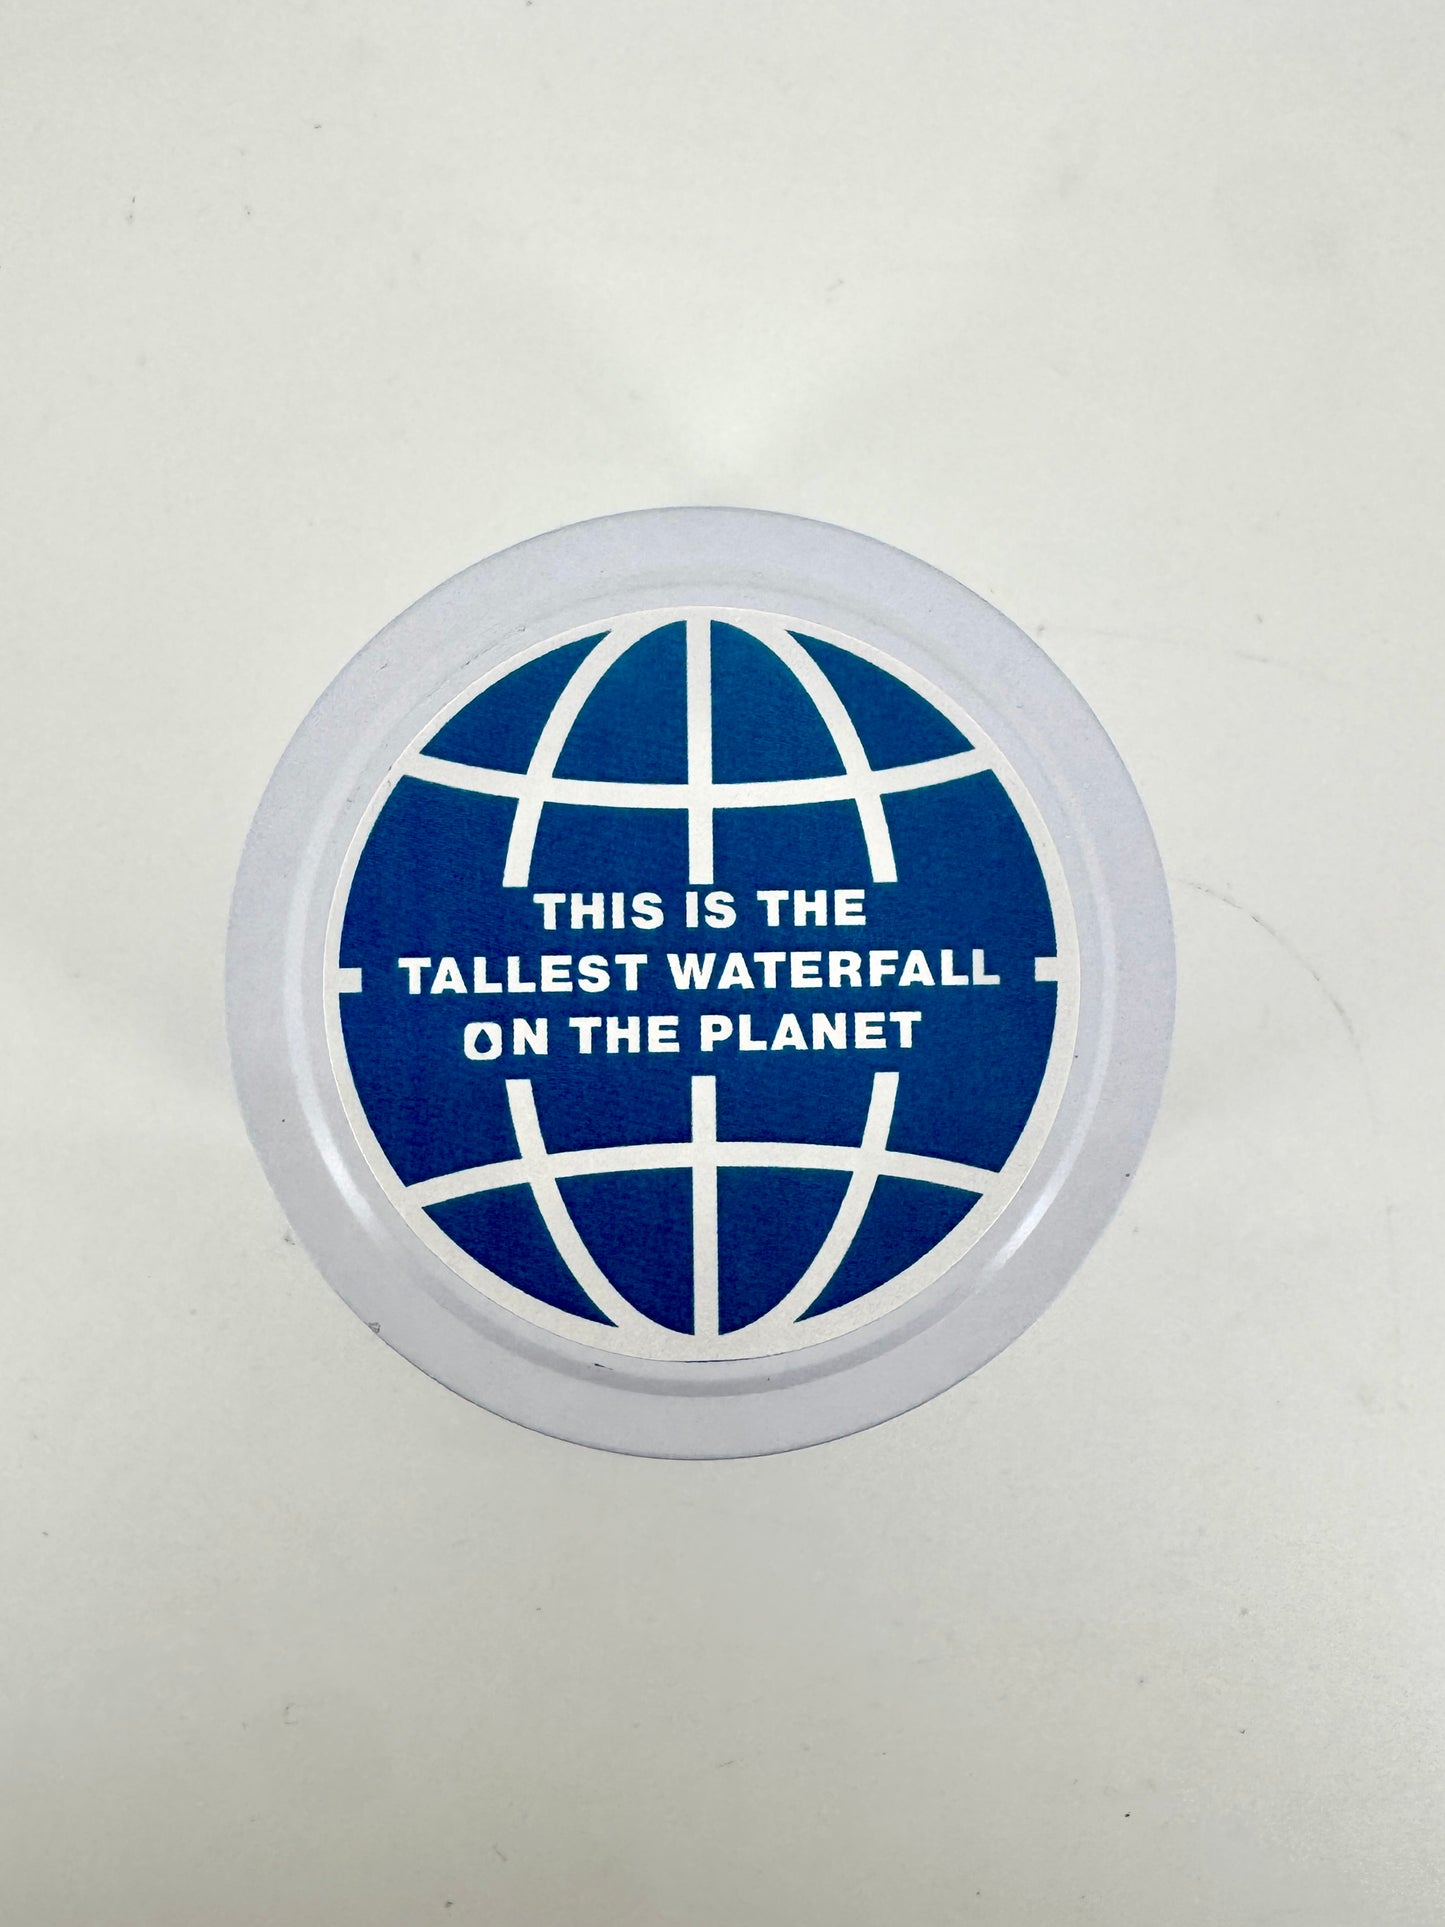 THIS IS THE
TALLEST WATERFALL
ON THE PLANET